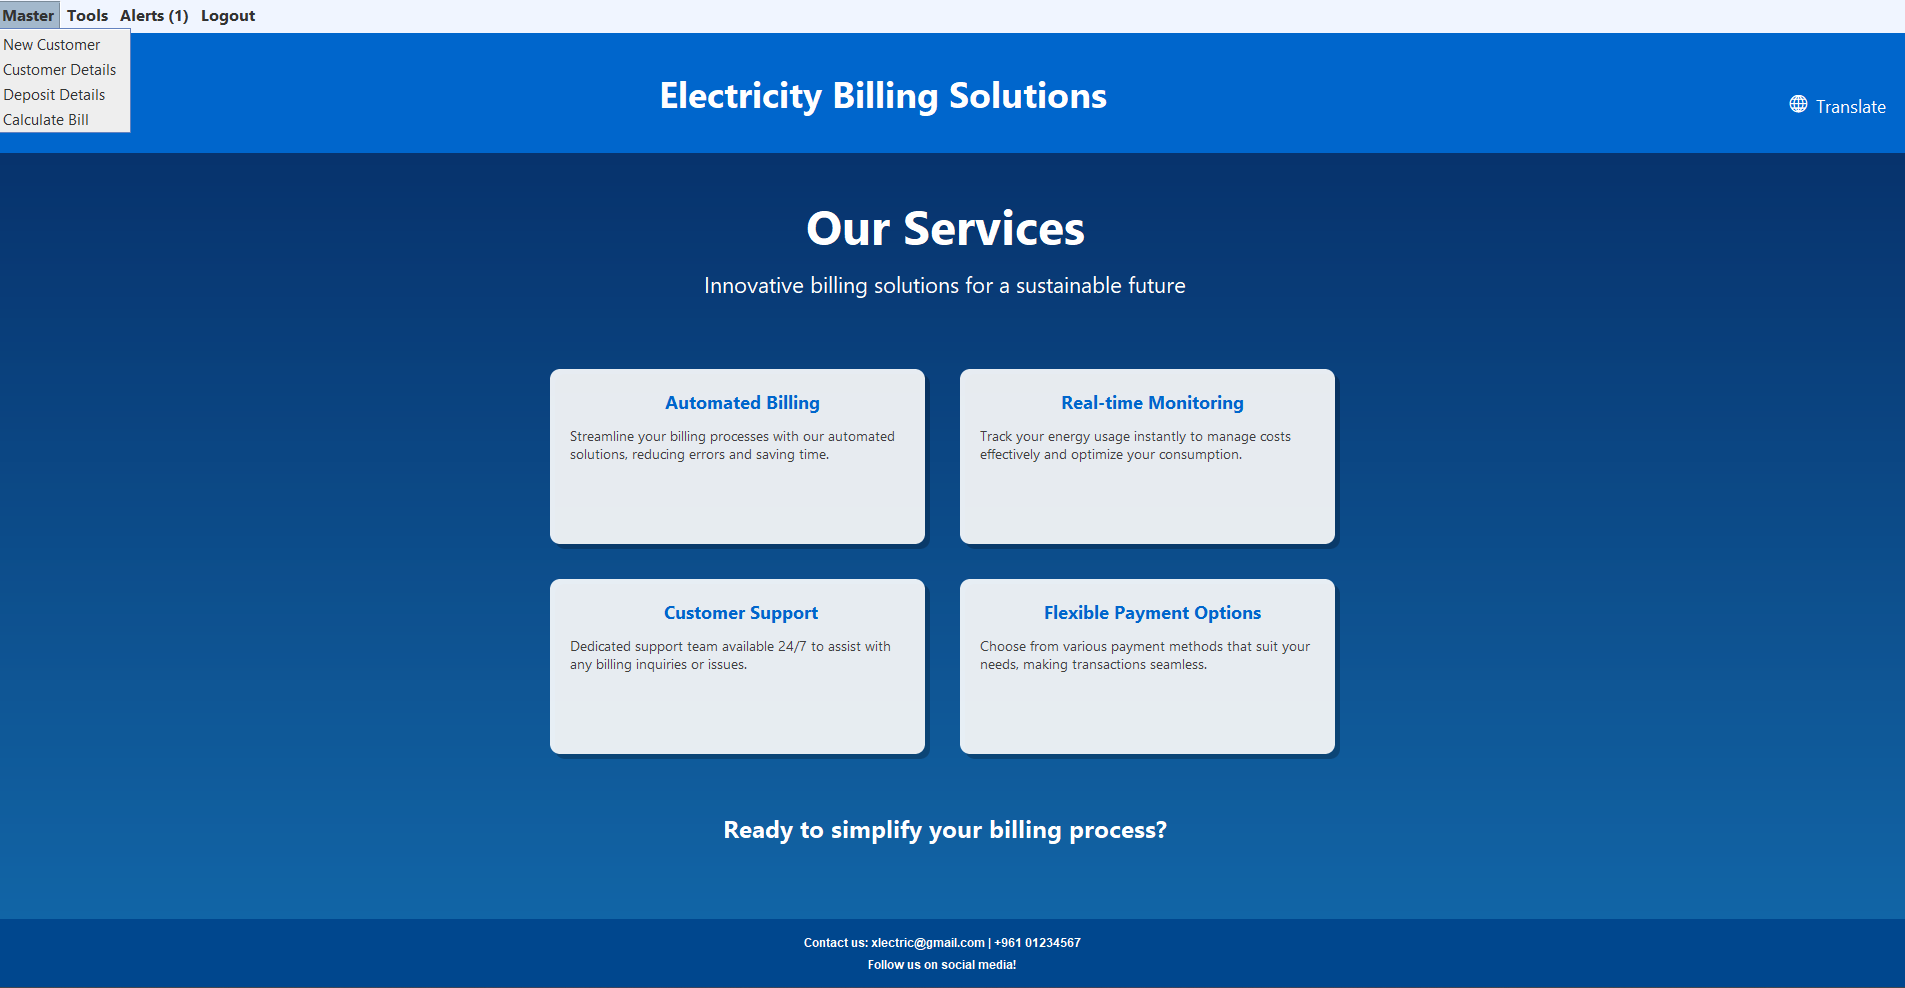 Master Tools Alerts (1) Logout
New Customer
Customer Details
Deposit Details
Calculate Bill
Electricity Billing Solutions
Translate
Our Services
Innovative billing solutions for a sustainable future
Automated Billing
Streamline your billing processes with our automated
solutions, reducing errors and saving time.
Real-time Monitoring
Track your energy usage instantly to manage costs
effectively and optimize your consumption.
Customer Support
Dedicated support team available 24/7 to assist with
any billing inquiries or issues.
Flexible Payment Options
Choose from various payment methods that suit your
needs, making transactions seamless.
Ready to simplify your billing process?
Contact us: xlectric@gmail.com | +961 01234567
Follow us on social media!